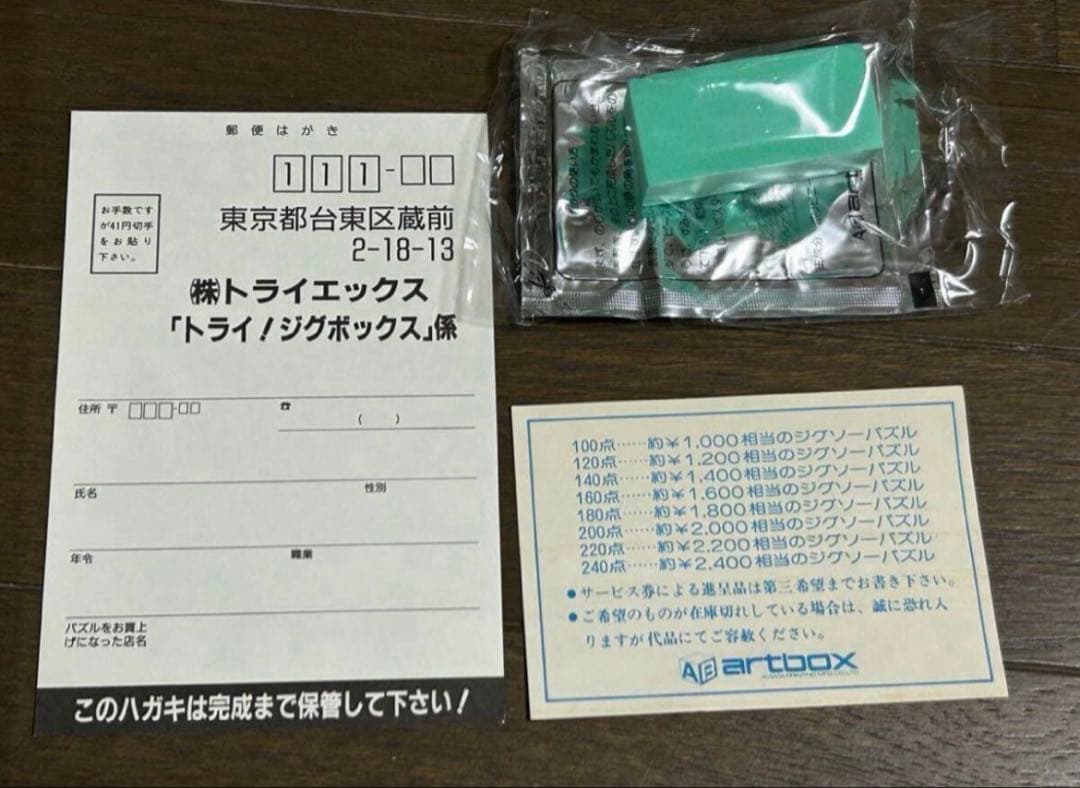 郵便はがき
111-□□
お手数です
が41円切手
をお貼り
下さい。
東京都台東区蔵前
2-18-13
㈱トライエックス
「トライ!ジグボックス」係
住所 〒 □□□-□□
☎ ( )
氏名
性別
年令
職業
パズルをお買上
げになった店名
このハガキは完成まで保管して下さい!
の使い方
100点……約¥1,000相当のジグソーパズル
120点……約¥1,200相当のジグソーパズル
140点……約¥1,400相当のジグソーパズル
160点……約¥1,600相当のジグソーパズル
180点……約¥1,800相当のジグソーパズル
200点……約¥2,000相当のジグソーパズル
220点……約¥2,200相当のジグソーパズル
240点……約¥2,400相当のジグソーパズル
●サービス券による進呈品は第三希望までお書き下さい。
●ご希望のものが在庫切れしている場合は、誠に恐れ入
りますが代品にてご容赦ください。
AB artbox